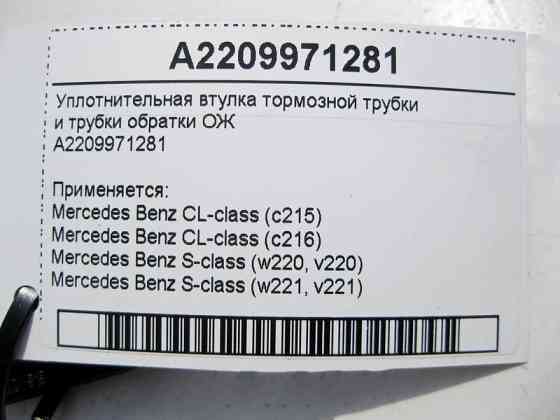 A2209971281
Уплотнительная втулка тормозной трубки
и трубки обратки ОЖ
A2209971281
Применяется:
Mercedes Benz CL-class (c215)
Mercedes Benz CL-class (c216)
Mercedes Benz S-class (w220, v220)
Mercedes Benz S-class (w221, v221)